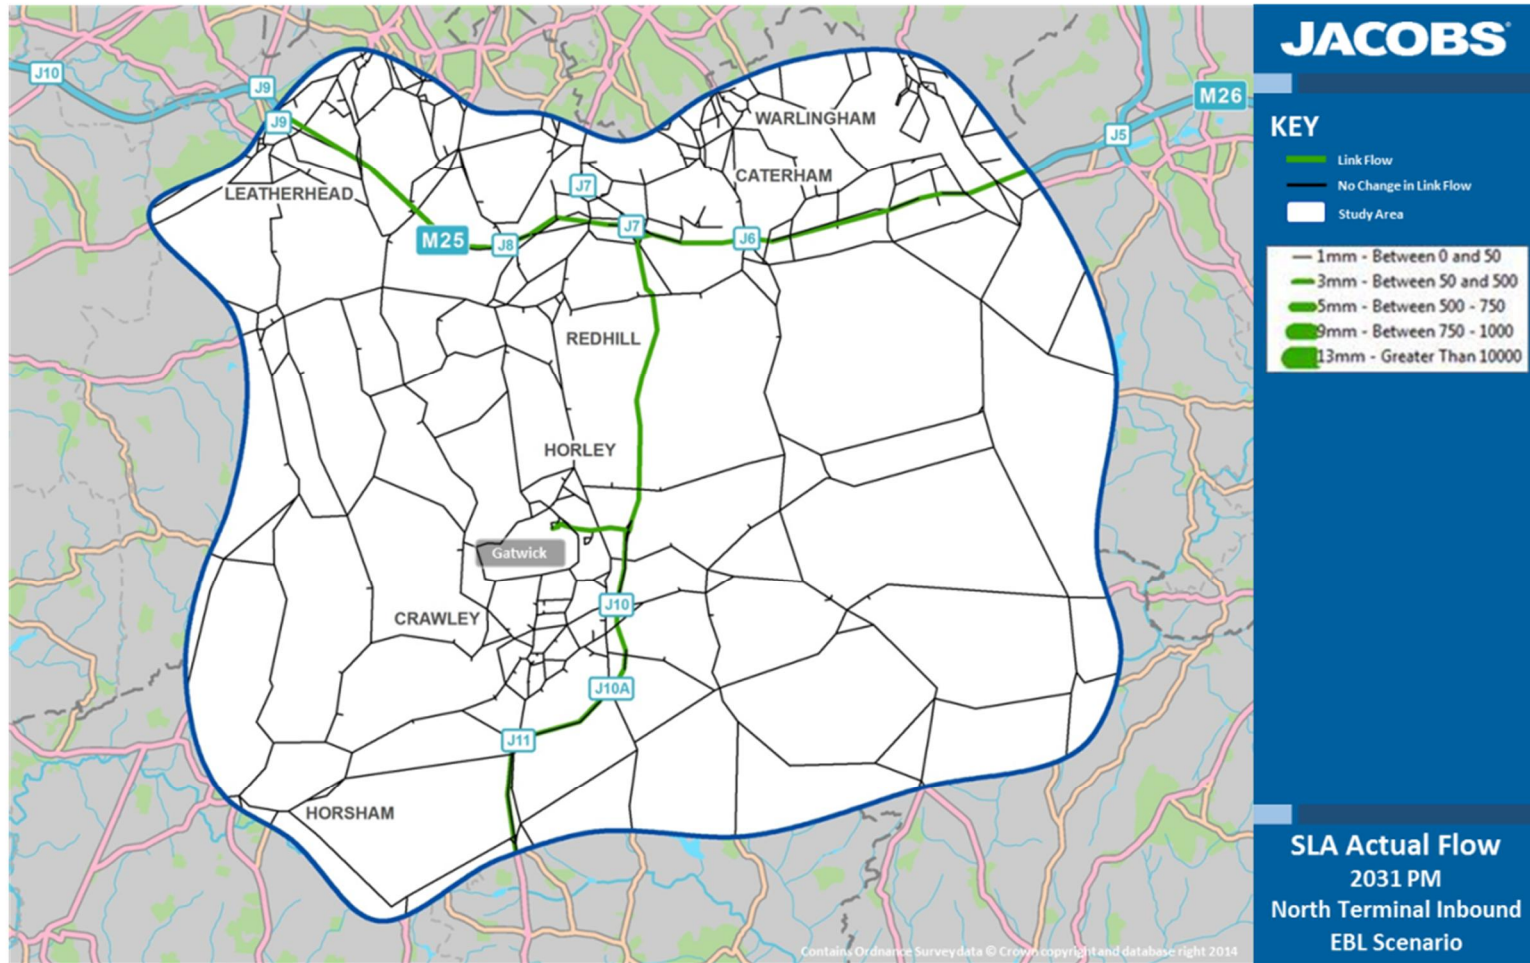 JACOBS
J10
J9
M26
J9
WARLINGHAM
J5
KEY
Link Flow
CATERHAM
No Change in Link Flow
J7
LEATHERHEAD
Study Area
J7
M25
J8
J6
1mm - Between 0 and 50
3mm - Between 50 and 500
5mm - Between 500 - 750
9mm - Between 750 - 1000
13mm - Greater Than 10000
REDHILL
HORLEY
Gatwick
J10
CRAWLEY
J10A
J11
HORSHAM
SLA Actual Flow
2031 PM
North Terminal Inbound
EBL Scenario
Contains Ordnance Survey data © Crown copyright and database right 2014